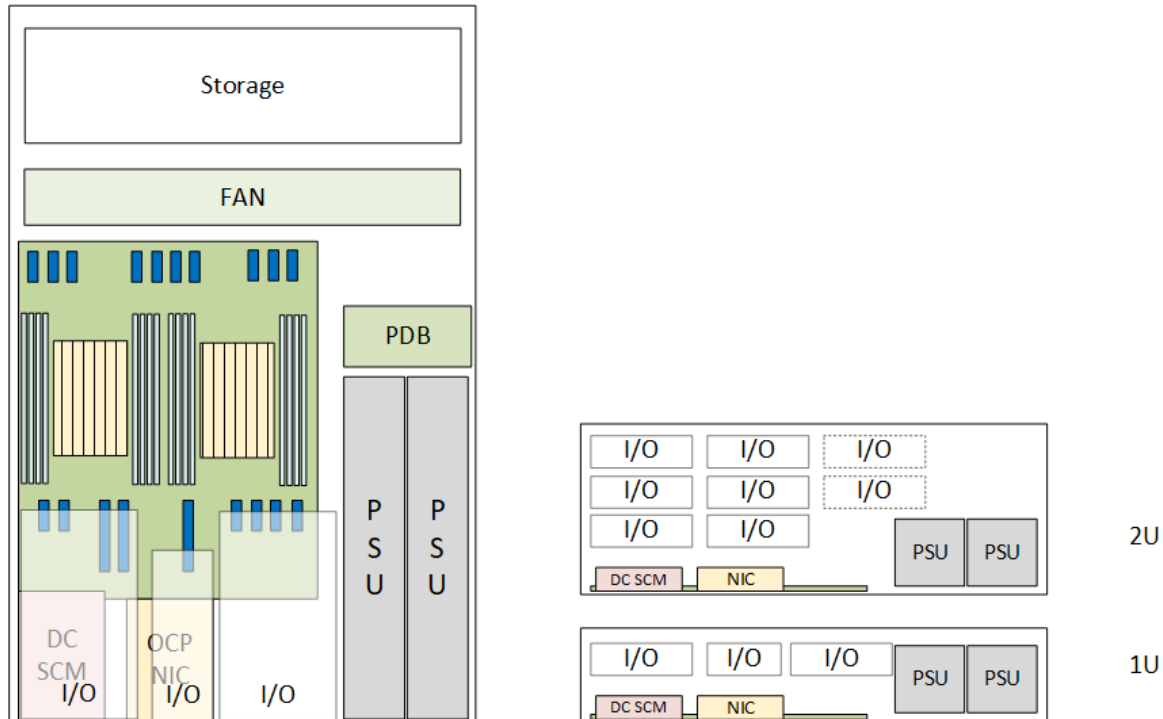 Storage
FAN
PDB
P
S
U
P
S
U
DC
SCM
I/O
OCP
NIC
I/O
I/O
I/O I/O I/O
I/O I/O I/O
I/O I/O
PSU PSU
DC SCM NIC
2U
I/O I/O I/O
PSU PSU
DC SCM NIC
1U